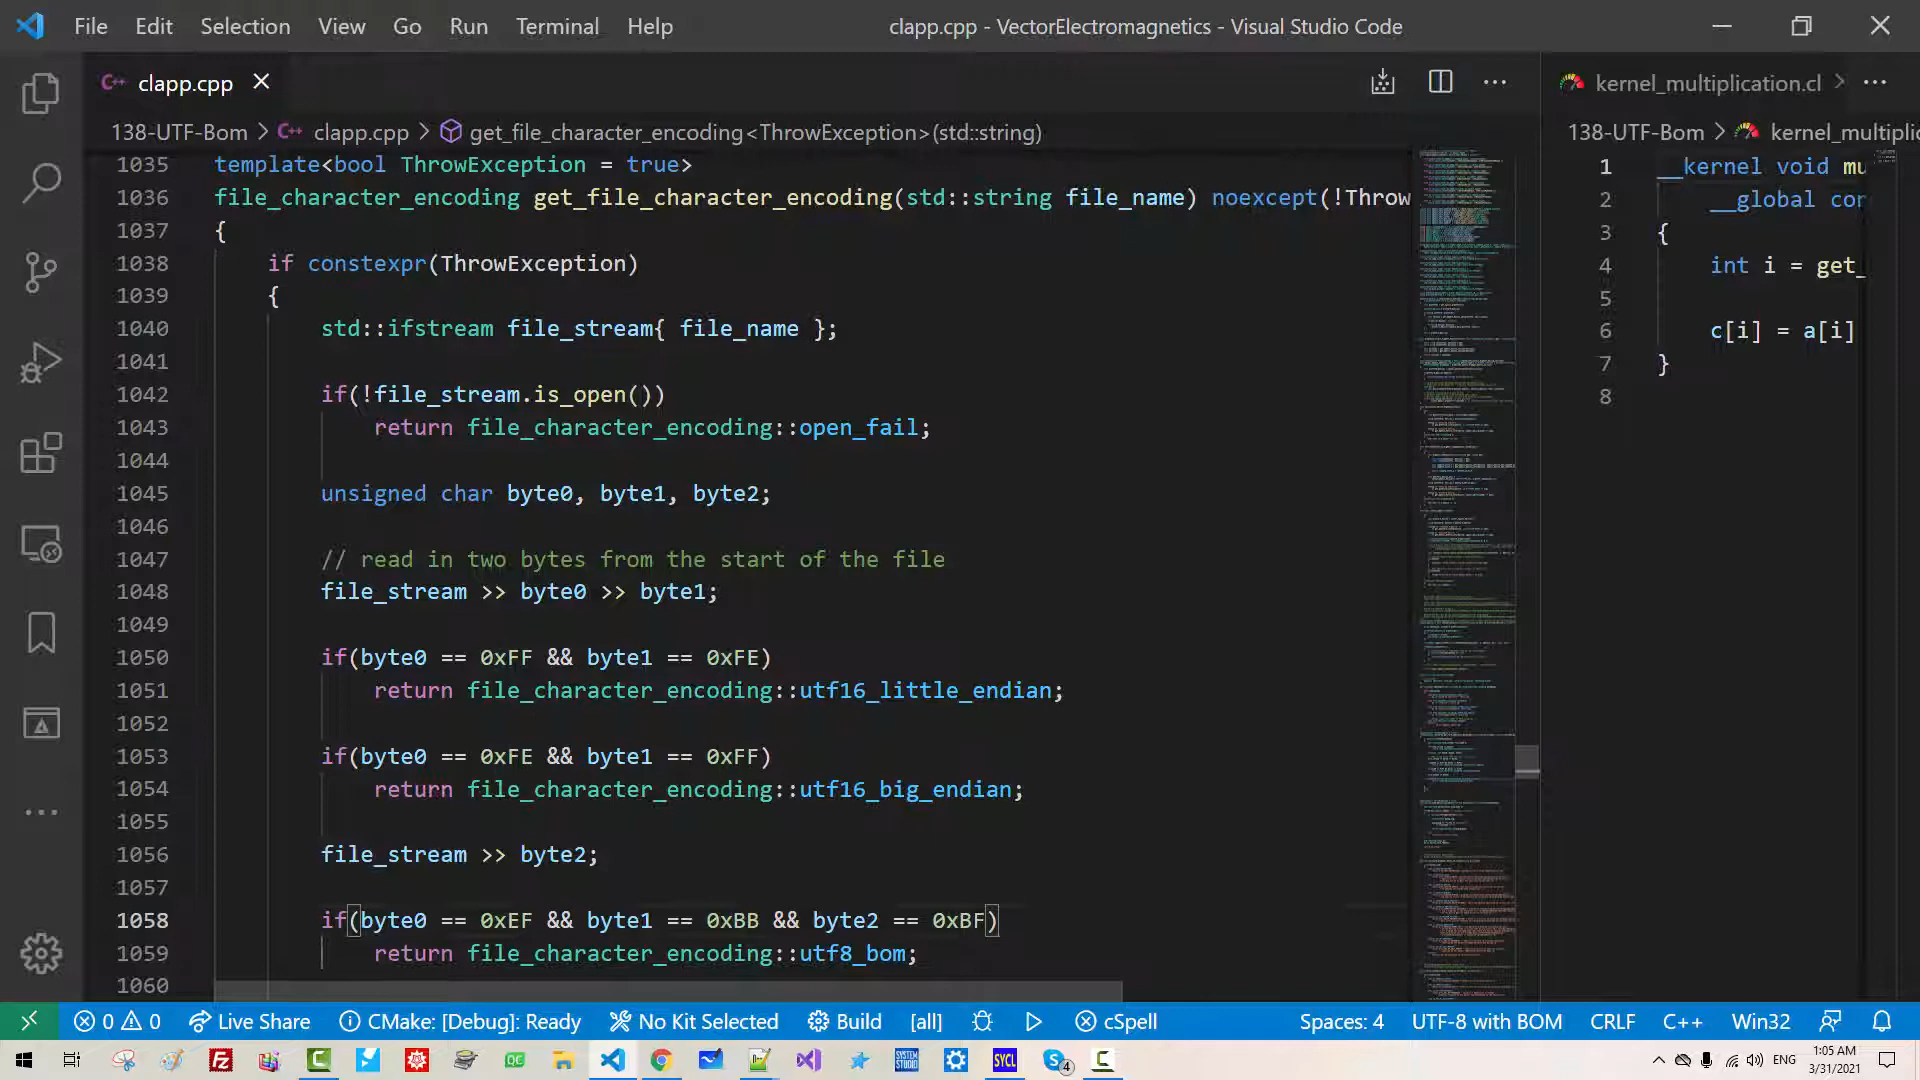 File Edit Selection View Go Run Terminal Help
clapp.cpp - VectorElectromagnetics - Visual Studio Code
C++ clapp.cpp
kernel_multiplication.cl
138-UTF-Bom > C++ clapp.cpp > get_file_character_encoding<ThrowException>(std::string)
138-UTF-Bom > kernel_multiplic
1035 template<bool ThrowException = true>
1036 file_character_encoding get_file_character_encoding(std::string file_name) noexcept(!Throw
1037 {
1038 if constexpr(ThrowException)
1039 {
1040 std::ifstream file_stream{ file_name };
1041
1042 if(!file_stream.is_open())
1043 return file_character_encoding::open_fail;
1044
1045 unsigned char byte0, byte1, byte2;
1046
1047 // read in two bytes from the start of the file
1048 file_stream >> byte0 >> byte1;
1049
1050 if(byte0 == 0xFF && byte1 == 0xFE)
1051 return file_character_encoding::utf16_little_endian;
1052
1053 if(byte0 == 0xFE && byte1 == 0xFF)
1054 return file_character_encoding::utf16_big_endian;
1055
1056 file_stream >> byte2;
1057
1058 if(byte0 == 0xEF && byte1 == 0xBB && byte2 == 0xBF)
1059 return file_character_encoding::utf8_bom;
1060
1 __kernel void mu
2 __global con
3 {
4 int i = get_
5
6 c[i] = a[i]
7 }
8
0 0 Live Share CMake: [Debug]: Ready No Kit Selected Build [all] cSpell Spaces: 4 UTF-8 with BOM CRLF C++ Win32
ENG
1:05 AM
3/31/2021